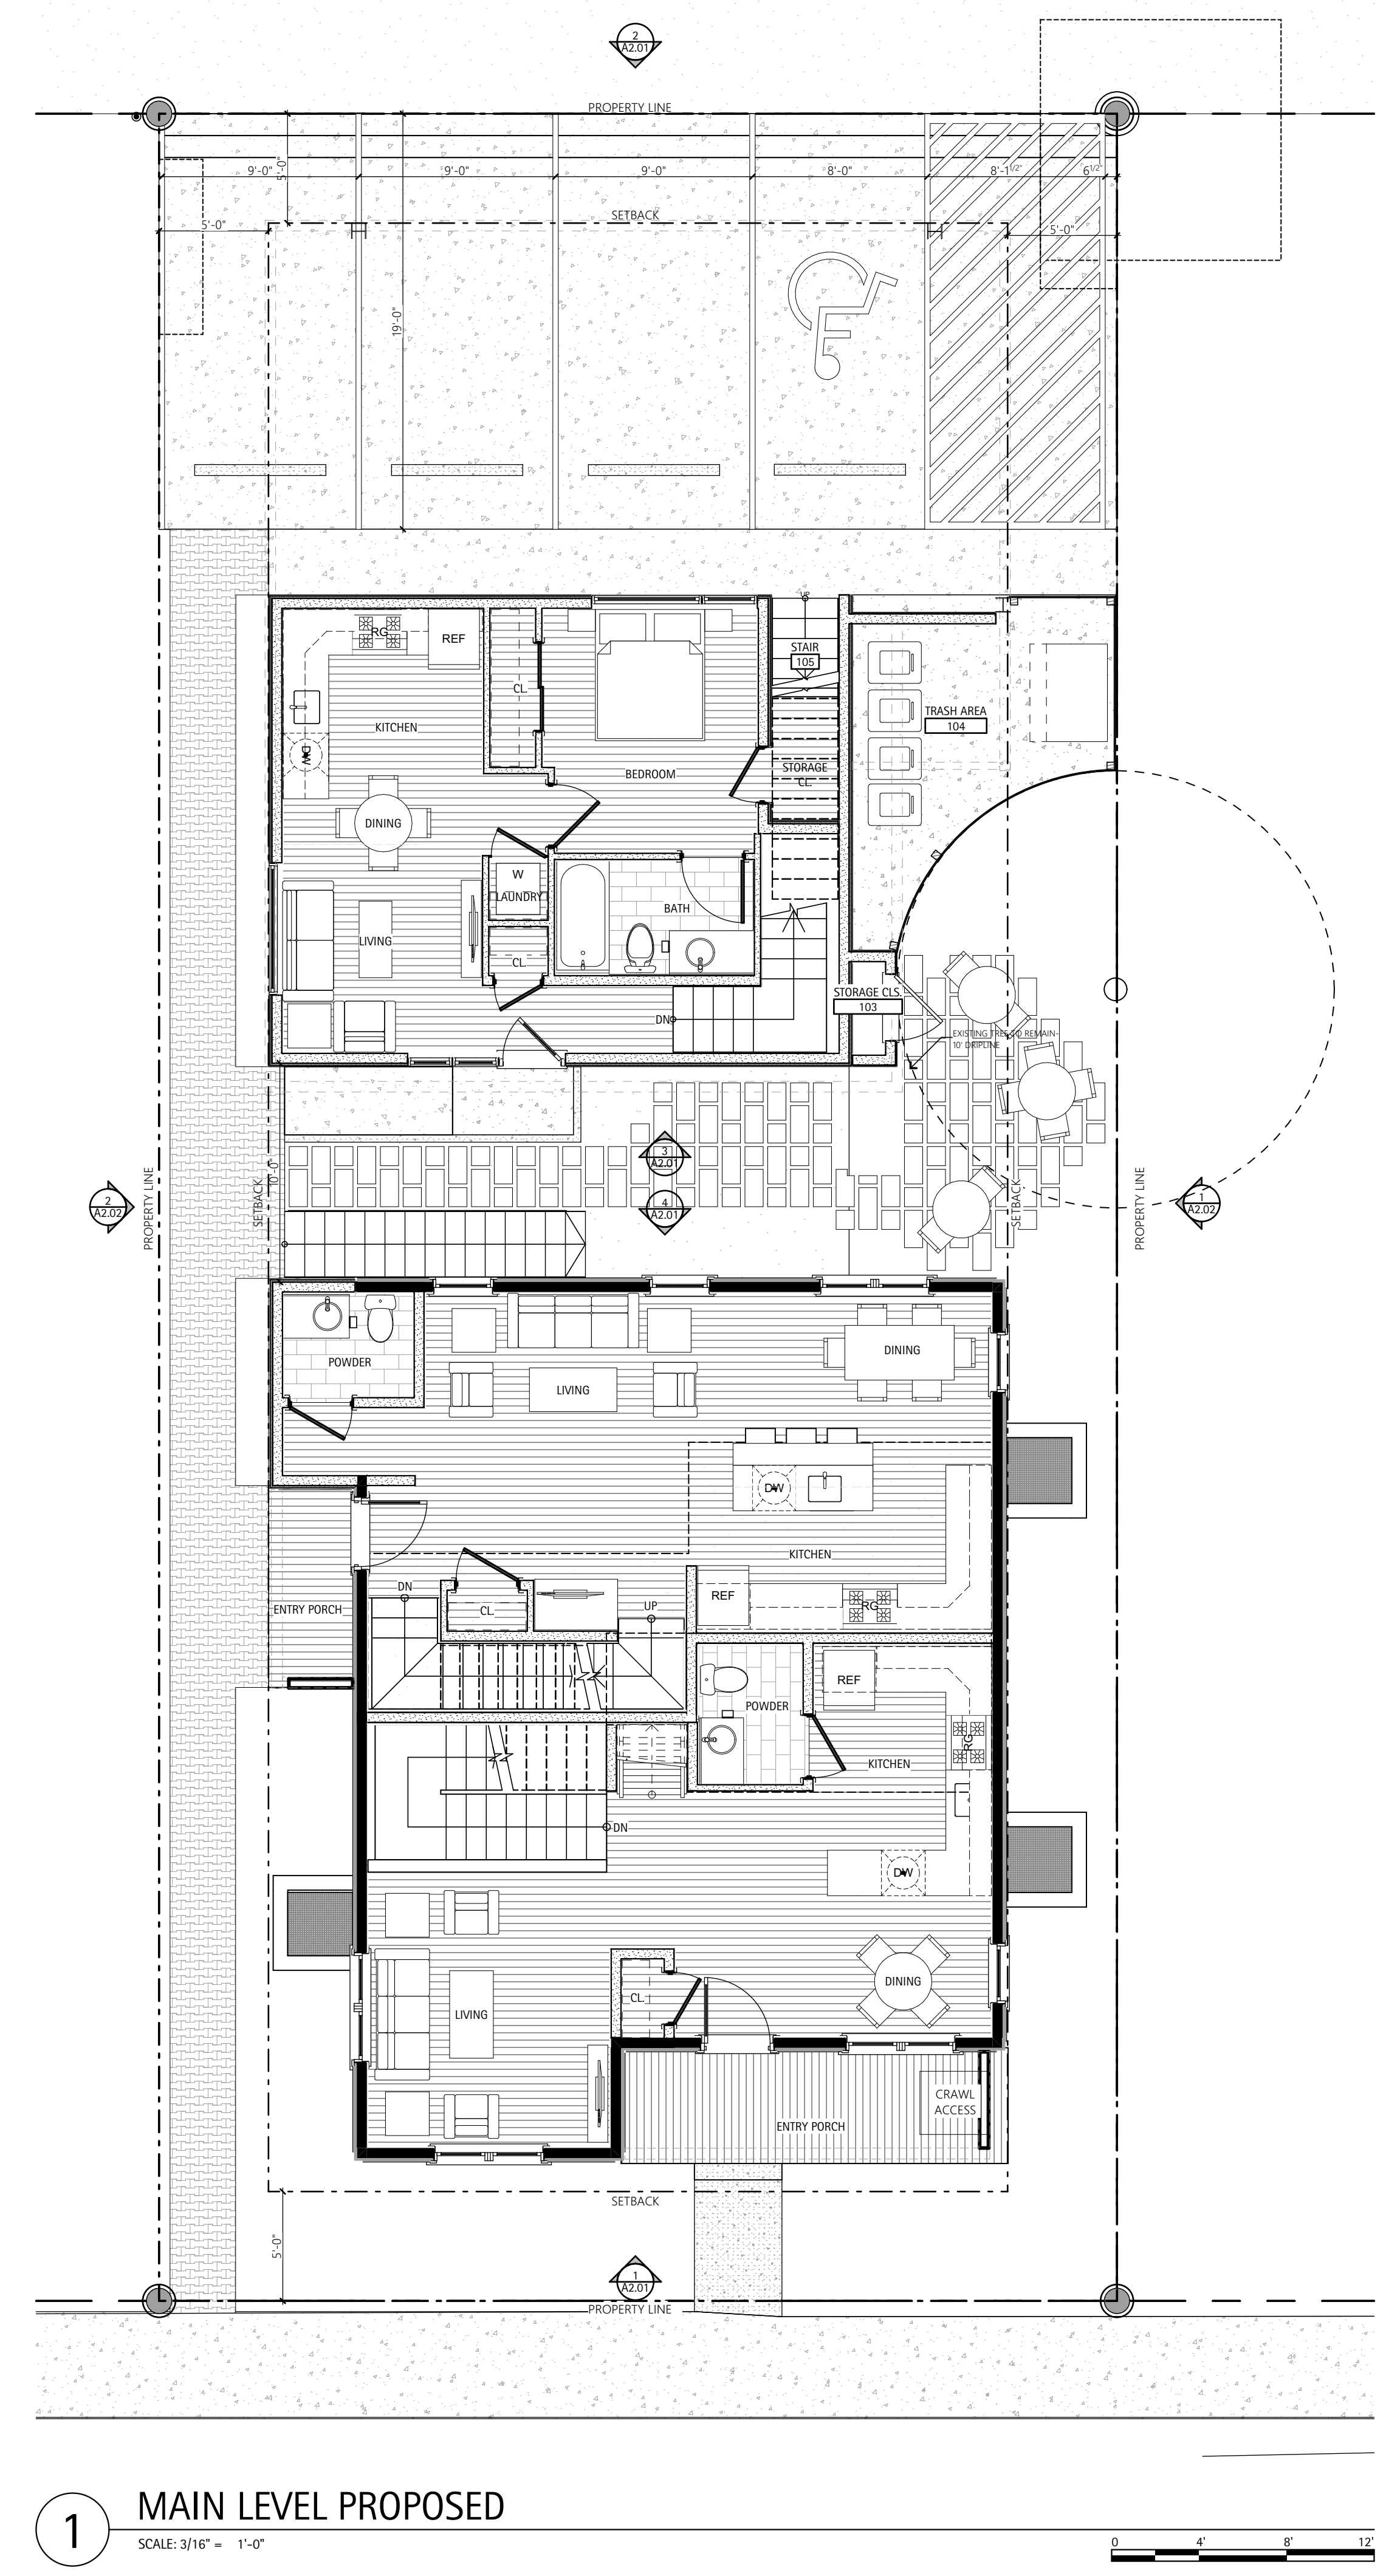 2
A2.01
PROPERTY LINE
9'-0"
5'-0"
9'-0"
9'-0"
8'-0"
8'-1 1/2"
6 1/2"
SETBACK
5'-0"
5'-0"
19'-0"
UP
RG
REF
STAIR
105
CL.
TRASH AREA
104
KITCHEN
STORAGE
CL.
BEDROOM
DW
DINING
W
LAUNDRY
BATH
LIVING
CL.
STORAGE CLS.
103
DN
EXISTING TREE TO REMAIN-
10' DRIPLINE
3
A2.01
10'-0"
2
A2.02
PROPERTY LINE
SETBACK
4
A2.01
SETBACK
PROPERTY LINE
1
A2.02
POWDER
LIVING
DINING
DW
KITCHEN
DN
REF
RG
UP
CL.
ENTRY PORCH
REF
POWDER
RG
KITCHEN
DN
DW
DINING
CL.
LIVING
CRAWL
ACCESS
ENTRY PORCH
SETBACK
5'-0"
1
A2.01
PROPERTY LINE
1
MAIN LEVEL PROPOSED
SCALE: 3/16" = 1'-0"
0 4' 8' 12'